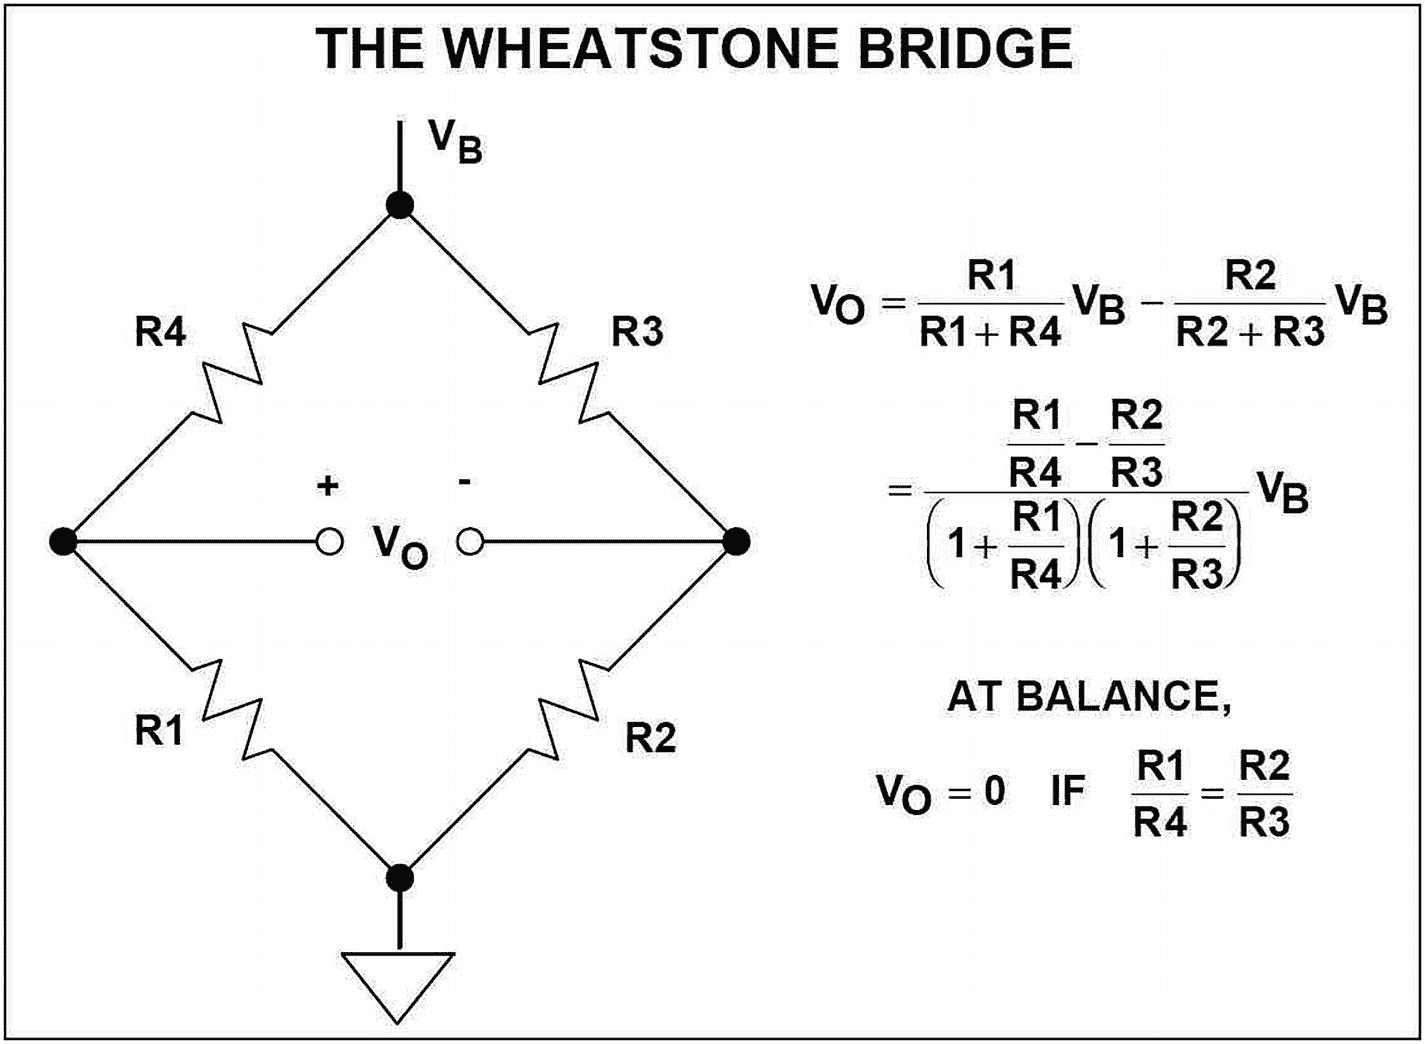 THE WHEATSTONE BRIDGE
VB
R4
R3
+ -
VO
R1
R2
VO = R1/(R1+R4) VB − R2/(R2+R3) VB
= (R1/R4 − R2/R3)/((1+R1/R4)(1+R2/R3)) VB
AT BALANCE,
VO = 0 IF R1/R4 = R2/R3